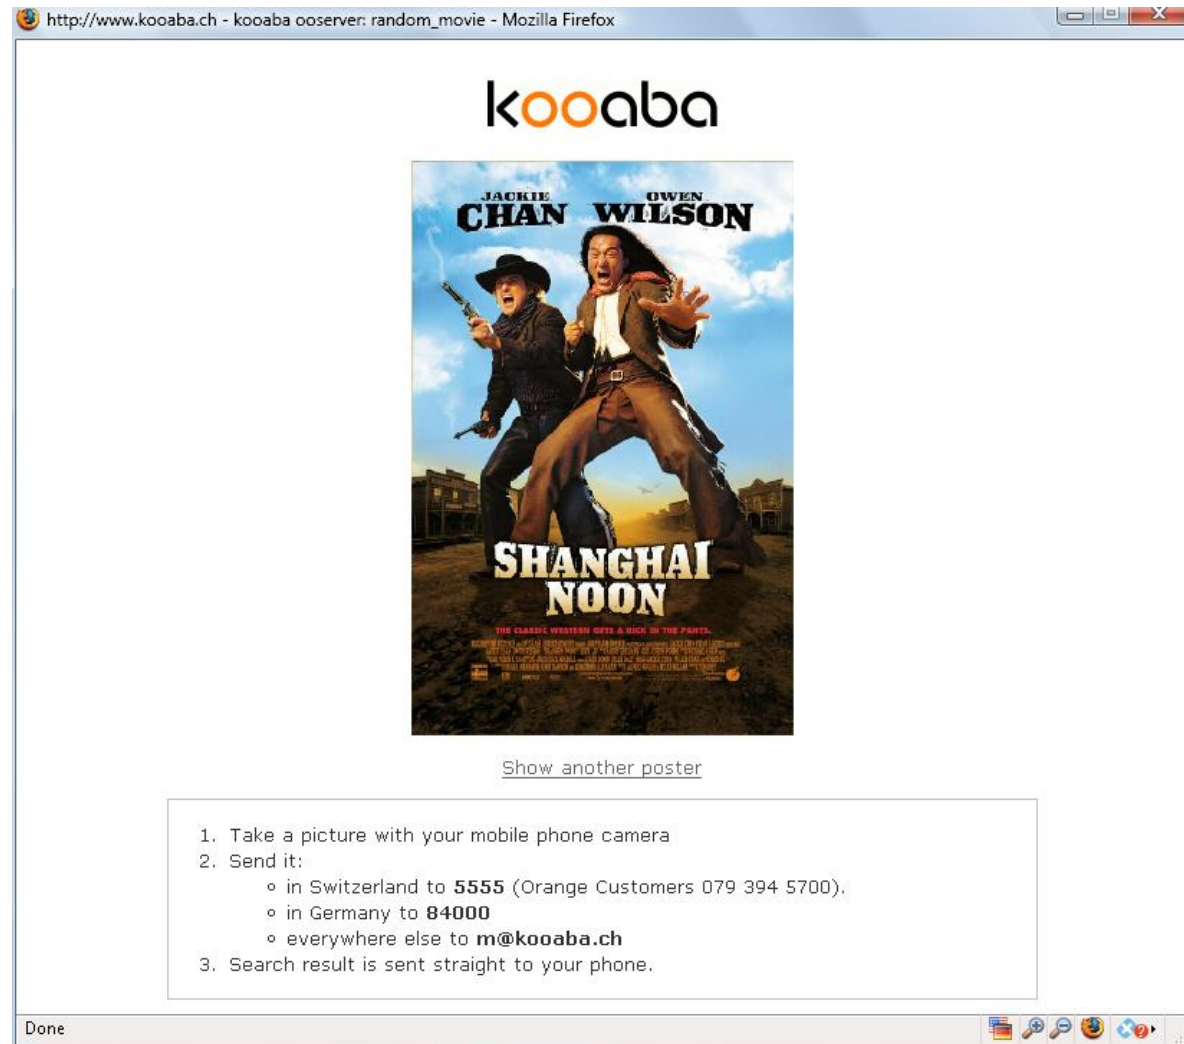 http://www.kooaba.ch - kooaba ooserver: random_movie - Mozilla Firefox
kooaba
JACKIE OWEN
CHAN WILSON
SHANGHAI
NOON
THE CLASSIC WESTERN GETS A KICK IN THE PANTS.
Show another poster
1. Take a picture with your mobile phone camera
2. Send it:
in Switzerland to 5555 (Orange Customers 079 394 5700).
in Germany to 84000
everywhere else to m@kooaba.ch
3. Search result is sent straight to your phone.
Done